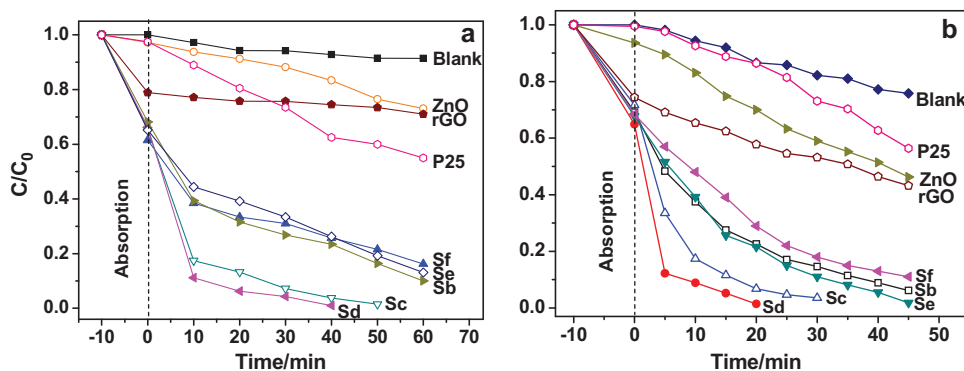 a
C/C0
1.0
0.8
0.6
0.4
0.2
0.0
Absorption
Blank
ZnO
rGO
P25
Sf
Se
Sb
Sc
Sd
-10 0 10 20 30 40 50 60 70
Time/min
b
1.0
0.8
0.6
0.4
0.2
0.0
Absorption
Blank
P25
ZnO
rGO
Sf
Sb
Se
Sc
Sd
-10 0 10 20 30 40 50
Time/min